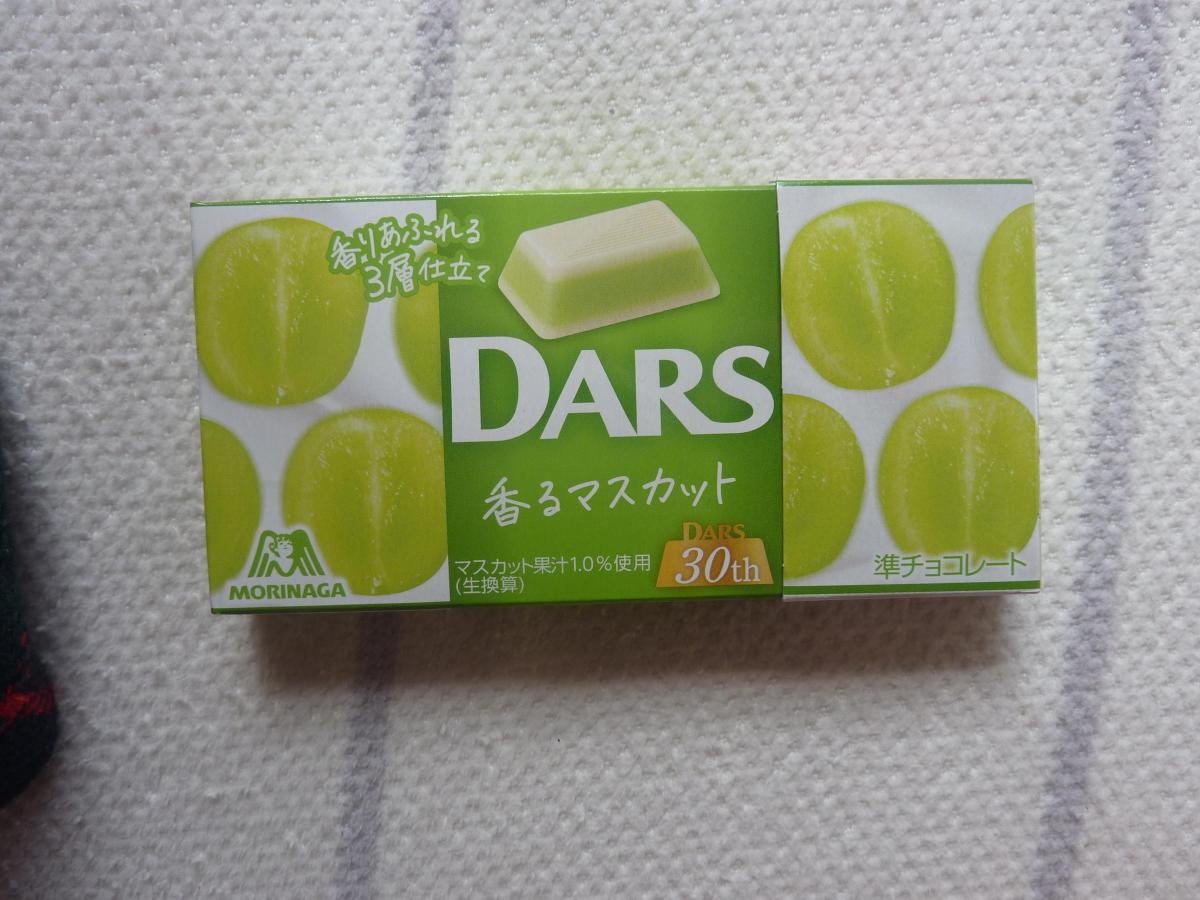 香りあふれる
3層仕立て
DARS
香るマスカット
マスカット果汁1.0%使用
(生換算)
DARS
30th
MORINAGA
準チョコレート